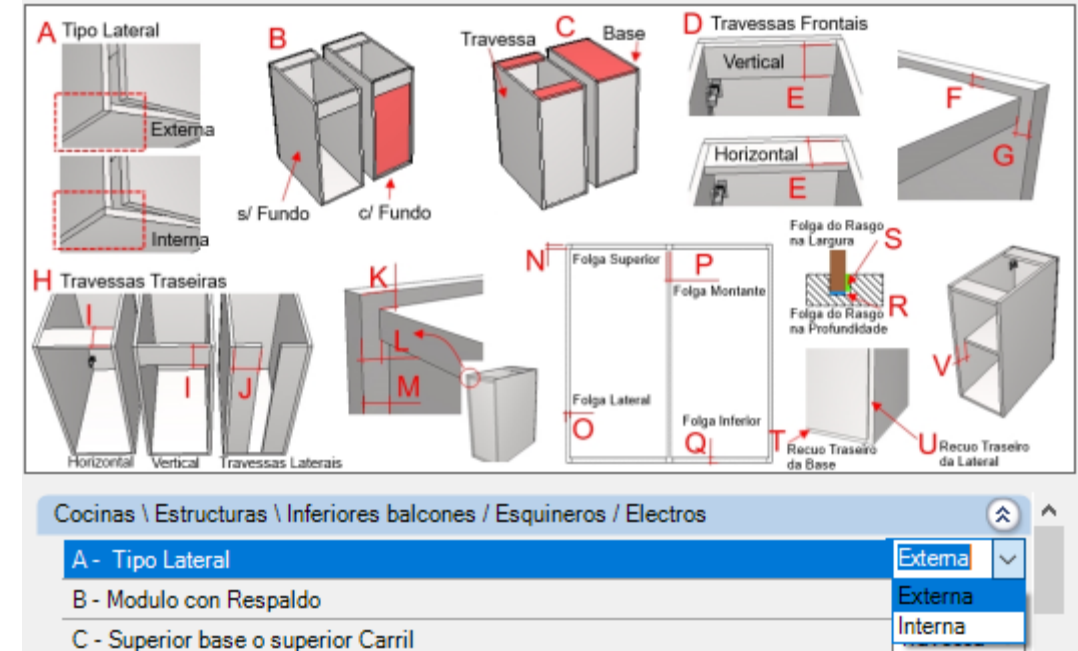 A Tipo Lateral
Externa
Interna
B
s/ Fundo
c/ Fundo
Travessa
C
Base
D Travessas Frontais
Vertical
E
Horizontal
E
F
G
H Travessas Traseiras
I
I
J
Horizontal
Vertical
Travessas Laterais
K
L
M
N
Folga Superior
P
Folga Montante
Folga Lateral
O
Folga Inferior
Q
Folga do Rasgo
na Largura
S
R
Folga do Rasgo
na Profundidade
T
Recuo Traseiro
da Base
U
Recuo Traseiro
da Lateral
V
Cocinas \ Estructuras \ Inferiores balcones / Esquineros / Electros
A - Tipo Lateral
Externa
B - Modulo con Respaldo
Externa
C - Superior base o superior Carril
Interna